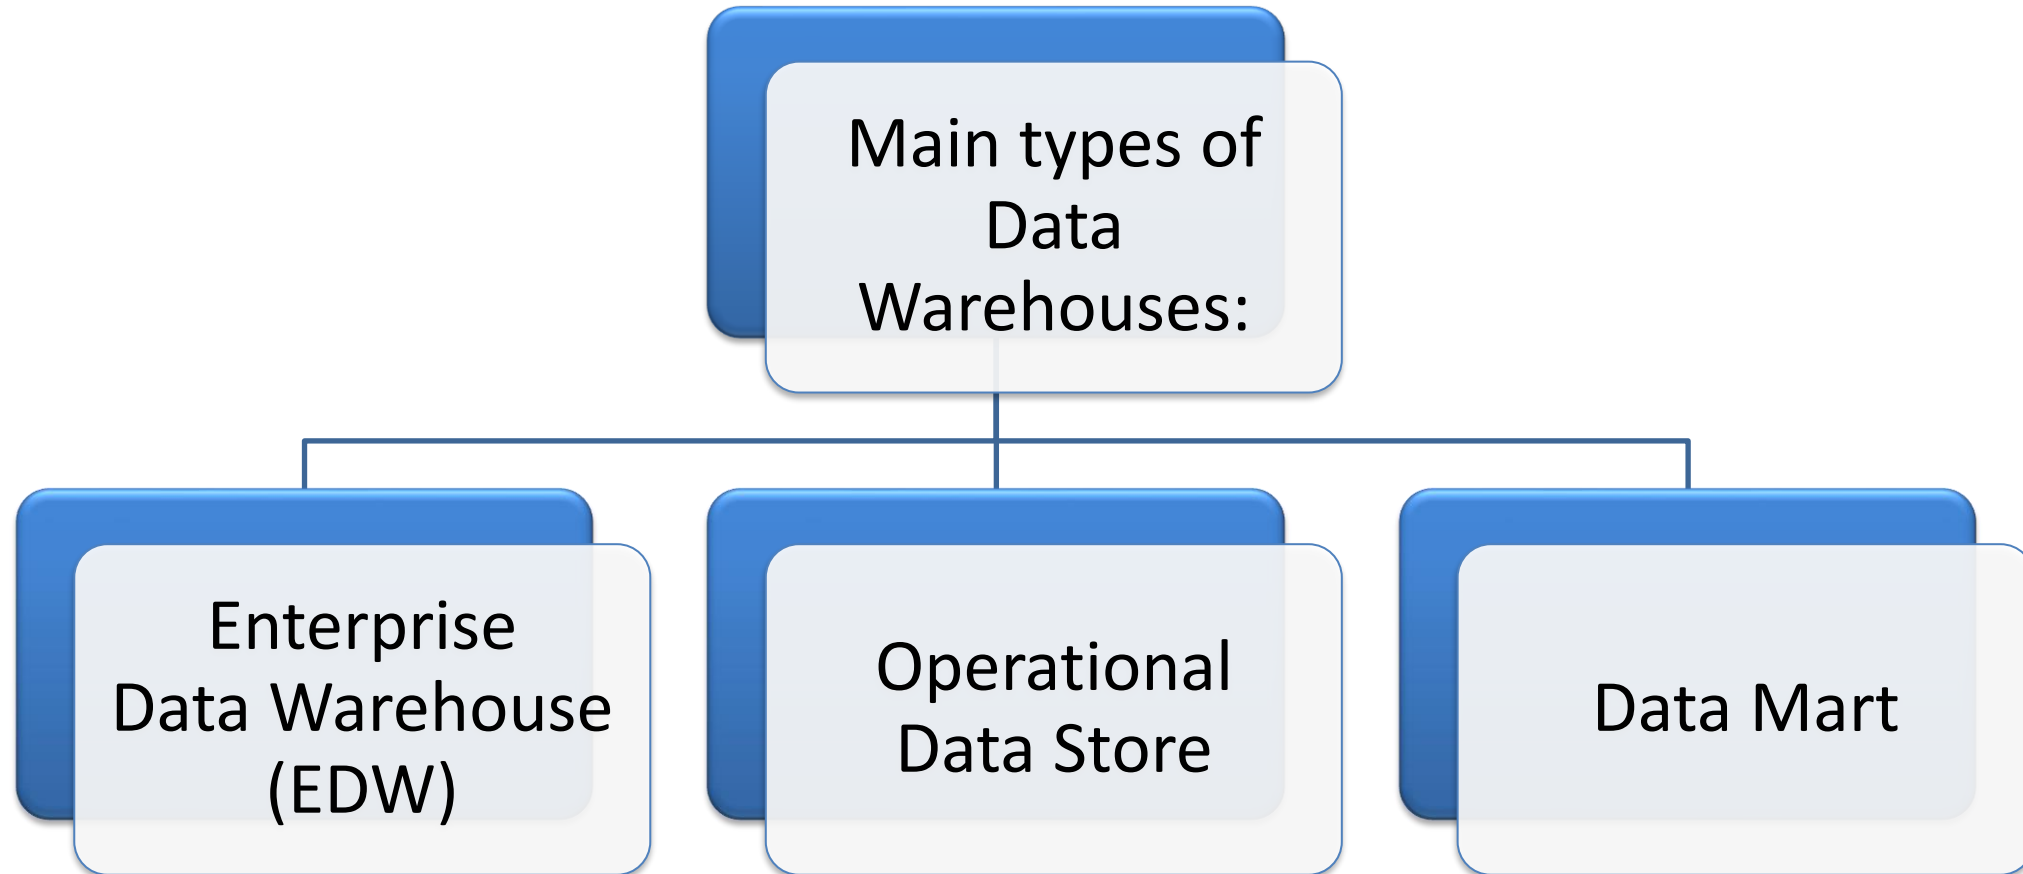 Main types of
Data
Warehouses:
Enterprise
Data Warehouse
(EDW)
Operational
Data Store
Data Mart